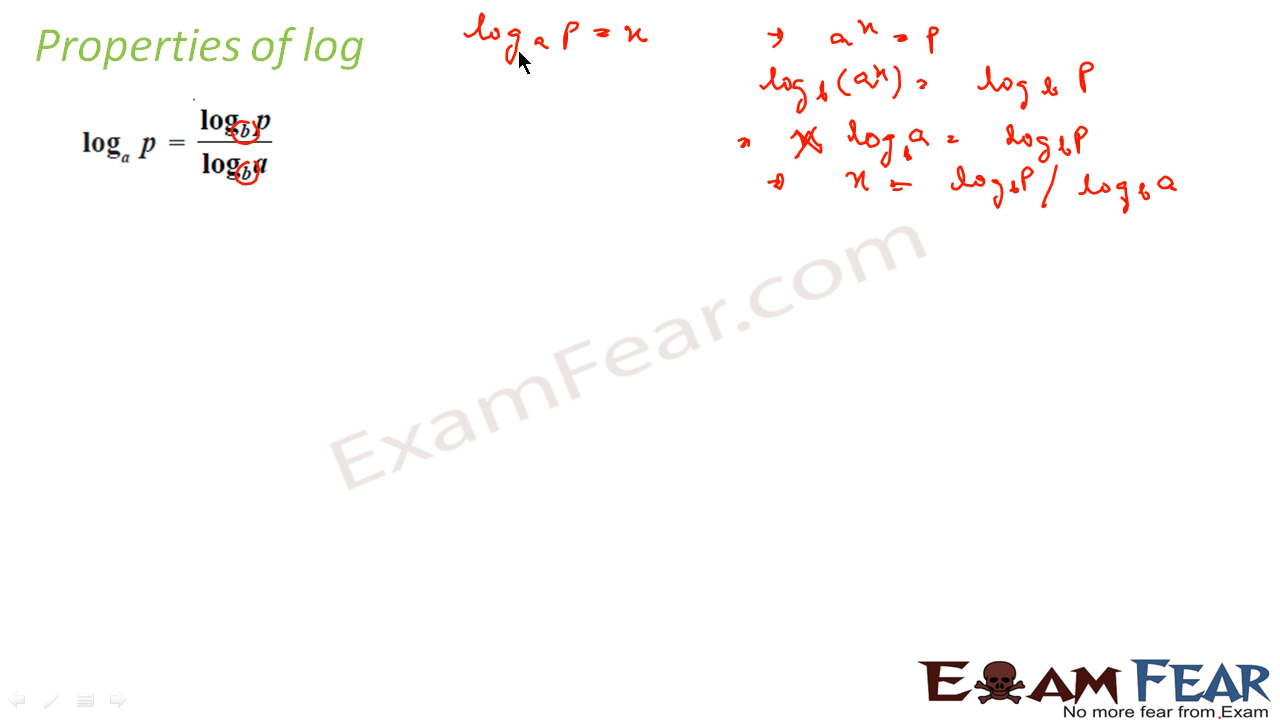 Properties of log
log_a p = x
→ a^x = p
log_b (a^x) = log_b p
log_a p = log_b p / log_b a
⇒ x log_b a = log_b p
→ x = log_b p / log_b a
ExamFear.com
EXAM FEAR
No more fear from Exam